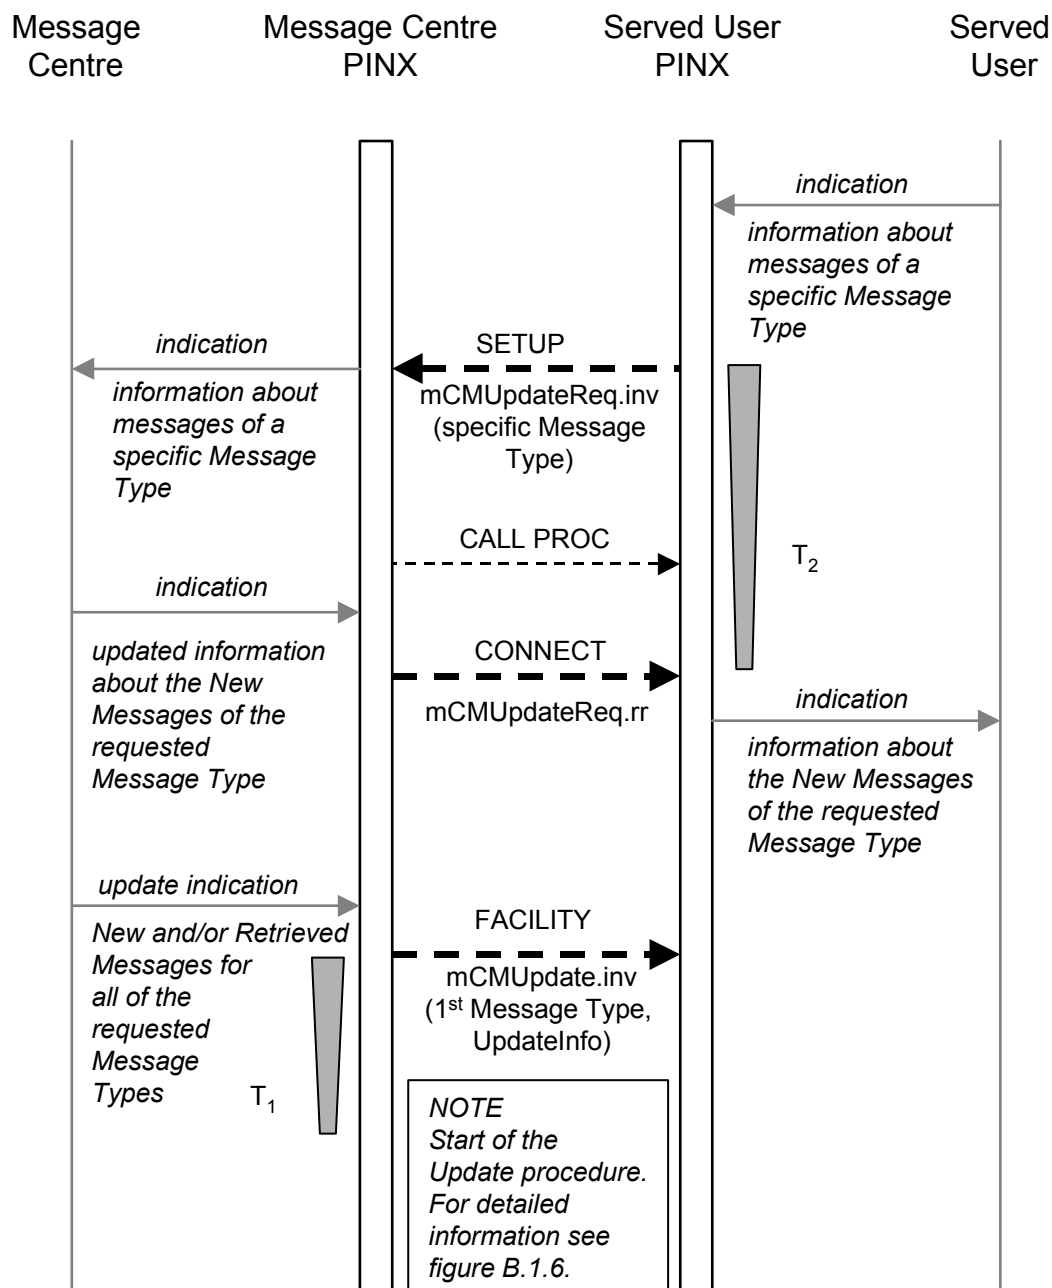 Message
Centre
Message Centre
PINX
Served User
PINX
Served
User
indication
information about
messages of a
specific Message
Type
indication
information about
messages of a
specific Message
Type
SETUP
mCMUpdateReq.inv
(specific Message
Type)
CALL PROC
T2
indication
updated information
about the New
Messages of the
requested
Message Type
CONNECT
mCMUpdateReq.rr
indication
information about
the New Messages
of the requested
Message Type
update indication
New and/or Retrieved
Messages for
all of the
requested
Message
Types
T1
FACILITY
mCMUpdate.inv
(1st Message Type,
UpdateInfo)
NOTE
Start of the
Update procedure.
For detailed
information see
figure B.1.6.